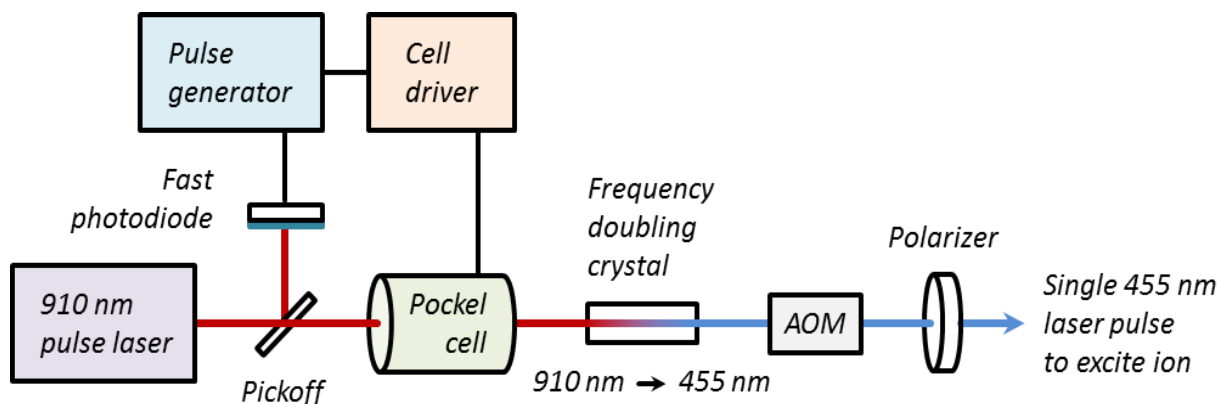 Pulse
generator
Cell
driver
Fast
photodiode
Frequency
doubling
crystal
Polarizer
910 nm
pulse laser
Pickoff
Pockel
cell
910 nm → 455 nm
AOM
Single 455 nm
laser pulse
to excite ion